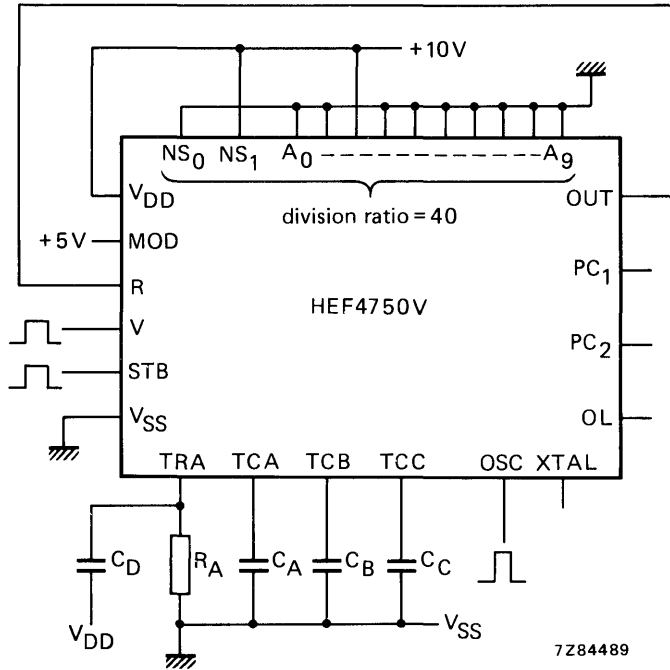 +10V
NS0 NS1 A0 ---------------- A9
VDD
division ratio = 40
OUT
+5V MOD
R
HEF4750V
PC1
V
PC2
STB
VSS
OL
TRA TCA TCB TCC OSC XTAL
CD RA CA CB CC
VDD
VSS
7Z84489